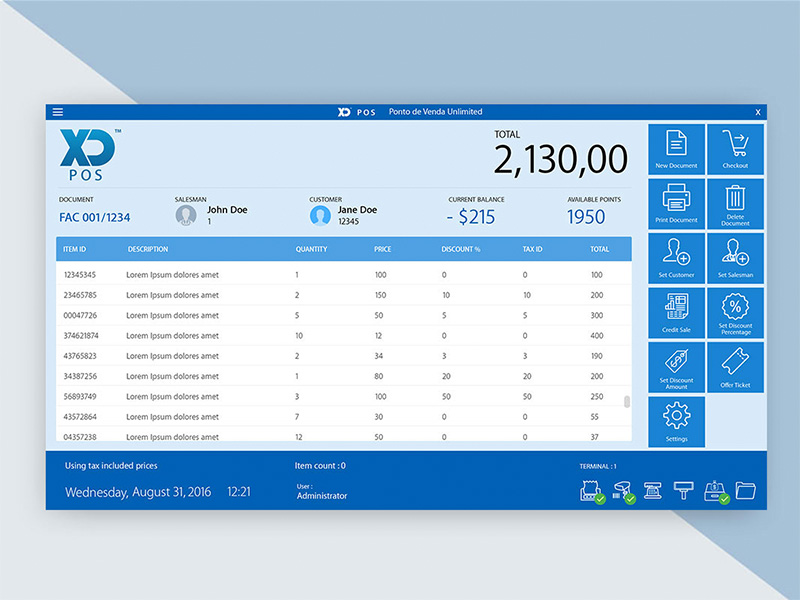 XD POS Ponto de Venda Unlimited X
XD™
POS
TOTAL
2,130,00
DOCUMENT SALESMAN CUSTOMER CURRENT BALANCE AVAILABLE POINTS
FAC 001/1234 John Doe 1 Jane Doe 12345 - $215 1950
ITEM ID DESCRIPTION QUANTITY PRICE DISCOUNT % TAX ID TOTAL
12345345 Lorem Ipsum dolores amet 1 100 0 0 100
23465785 Lorem Ipsum dolores amet 2 150 10 10 200
00047726 Lorem Ipsum dolores amet 5 50 5 5 300
374621874 Lorem Ipsum dolores amet 10 12 0 0 400
43765823 Lorem Ipsum dolores amet 2 34 3 3 190
34387256 Lorem Ipsum dolores amet 1 80 20 20 200
56893749 Lorem Ipsum dolores amet 3 100 50 50 250
43572864 Lorem Ipsum dolores amet 7 30 0 0 55
04357238 Lorem Ipsum dolores amet 12 50 0 0 37
New Document
Checkout
Print Document
Delete
Document
Set Customer
Set Salesman
Credit Sale
Set Discount
Percentage
Set Discount
Amount
Offer Ticket
Settings
Using tax included prices Item count : 0 TERMINAL : 1
Wednesday, August 31, 2016 12:21
User :
Administrator